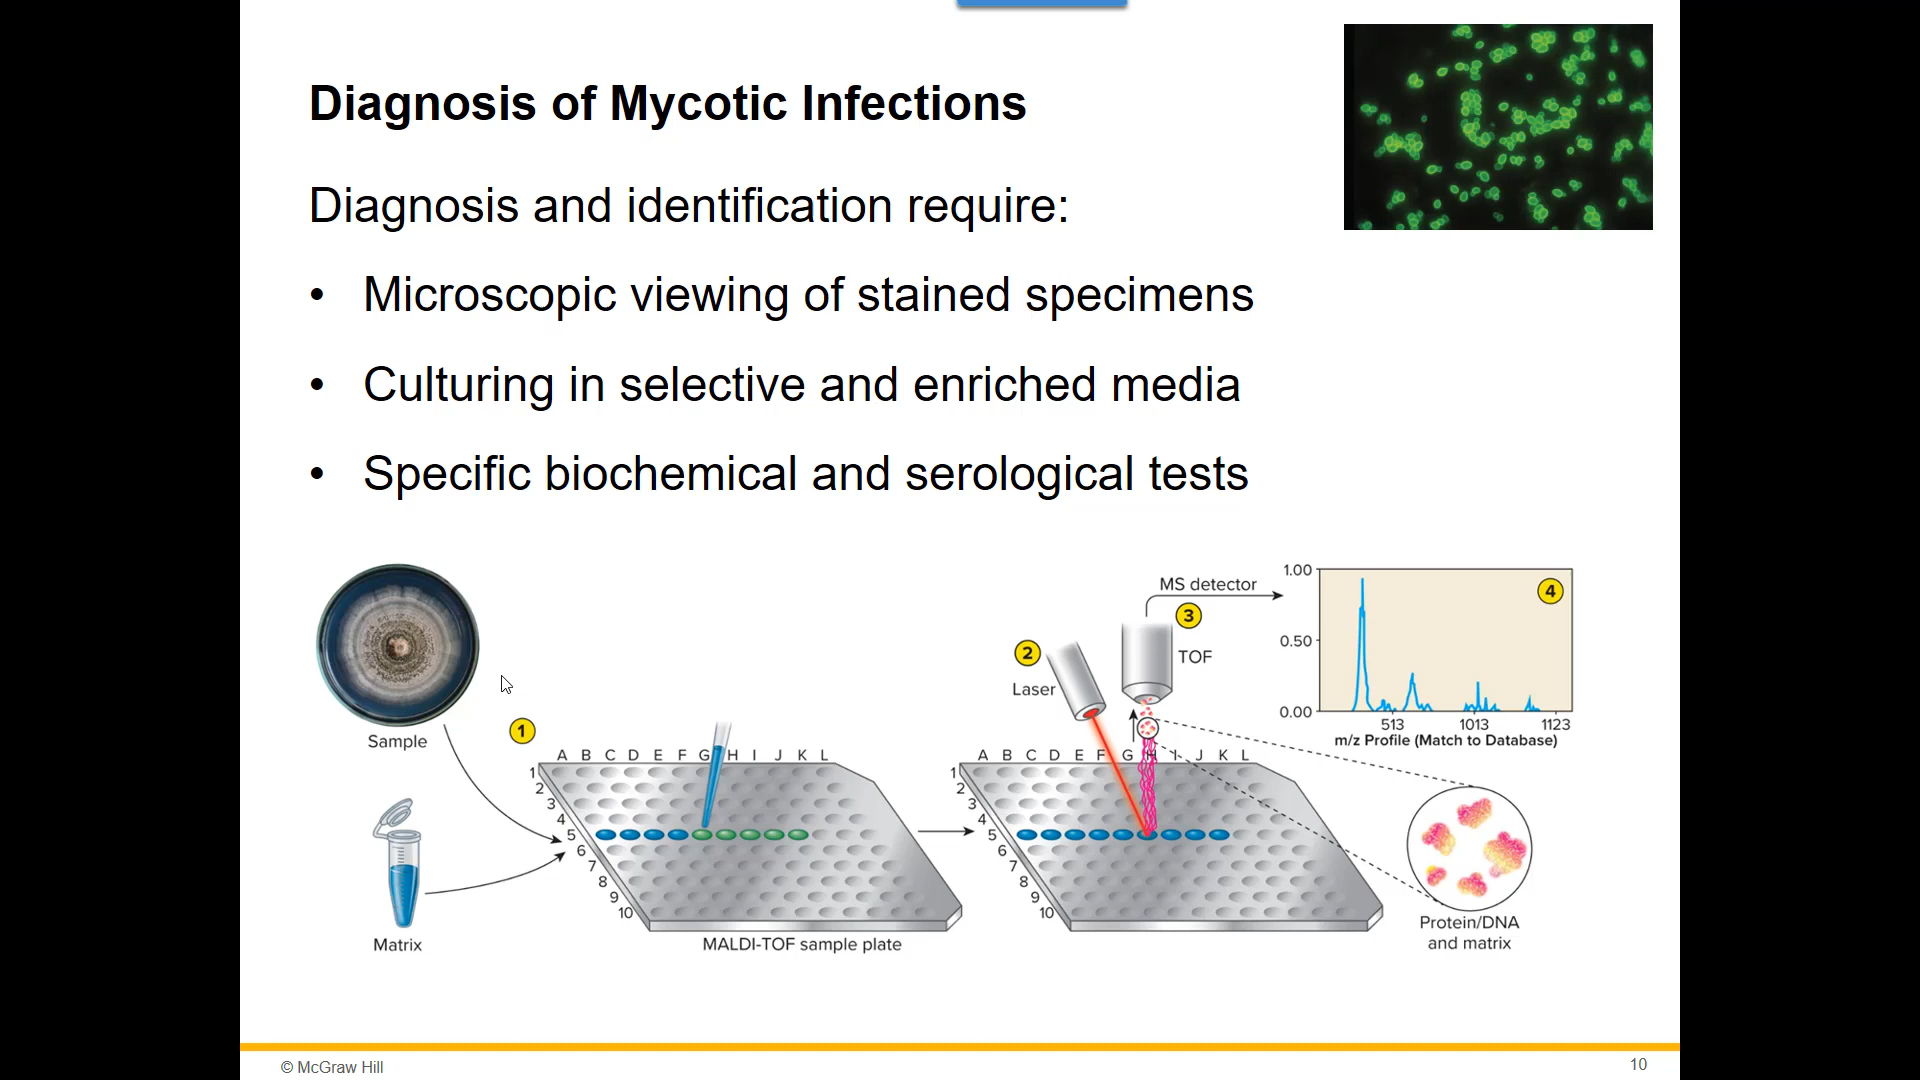 Diagnosis of Mycotic Infections
Diagnosis and identification require:
• Microscopic viewing of stained specimens
• Culturing in selective and enriched media
• Specific biochemical and serological tests
Sample
Matrix
1
A B C D E F G H I J K L
1
2
3
4
5
6
7
8
9
10
MALDI-TOF sample plate
2
Laser
3
TOF
MS detector
A B C D E F G H I J K L
1
2
3
4
5
6
7
8
9
10
4
1.00
0.50
0.00
513 1013 1123
m/z Profile (Match to Database)
Protein/DNA
and matrix
© McGraw Hill
10